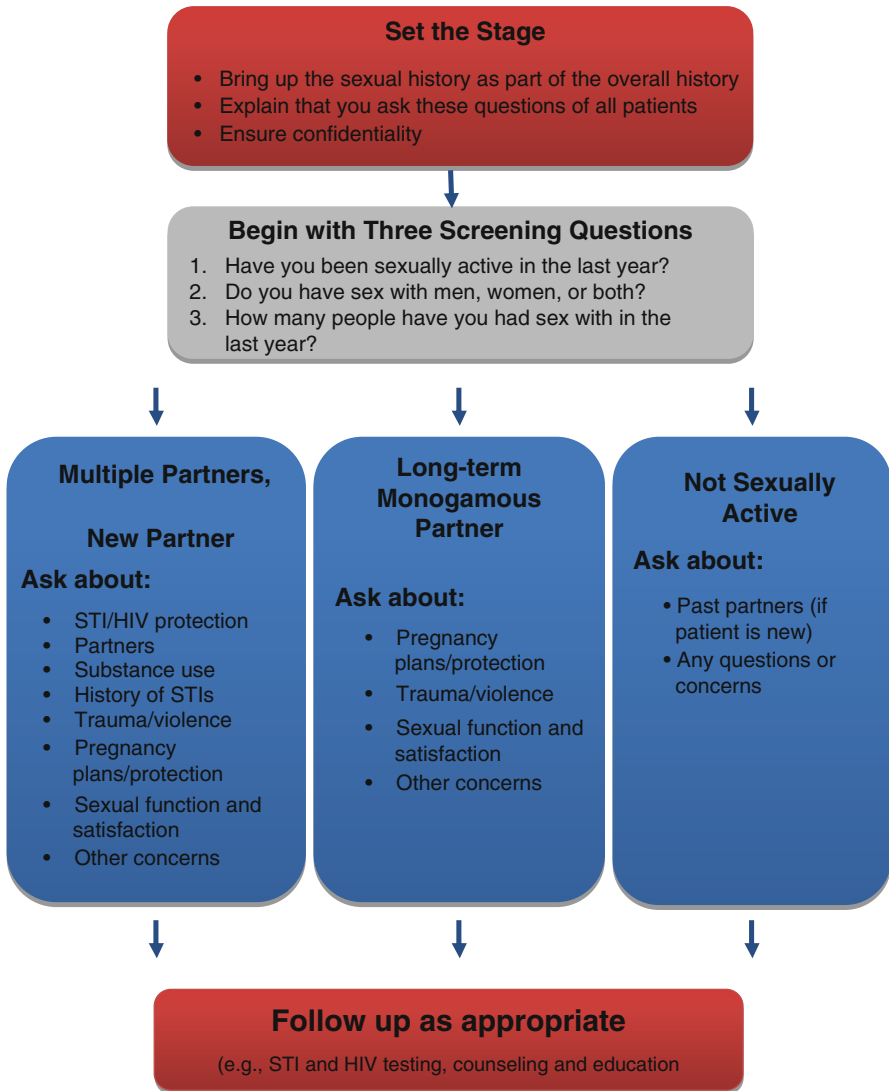 Set the Stage
• Bring up the sexual history as part of the overall history
• Explain that you ask these questions of all patients
• Ensure confidentiality
Begin with Three Screening Questions
1. Have you been sexually active in the last year?
2. Do you have sex with men, women, or both?
3. How many people have you had sex with in the
last year?
Multiple Partners,
New Partner
Ask about:
• STI/HIV protection
• Partners
• Substance use
• History of STIs
• Trauma/violence
• Pregnancy
plans/protection
• Sexual function and
satisfaction
• Other concerns
Long-term
Monogamous
Partner
Ask about:
• Pregnancy
plans/protection
• Trauma/violence
• Sexual function and
satisfaction
• Other concerns
Not Sexually
Active
Ask about:
• Past partners (if
patient is new)
• Any questions or
concerns
Follow up as appropriate
(e.g., STI and HIV testing, counseling and education